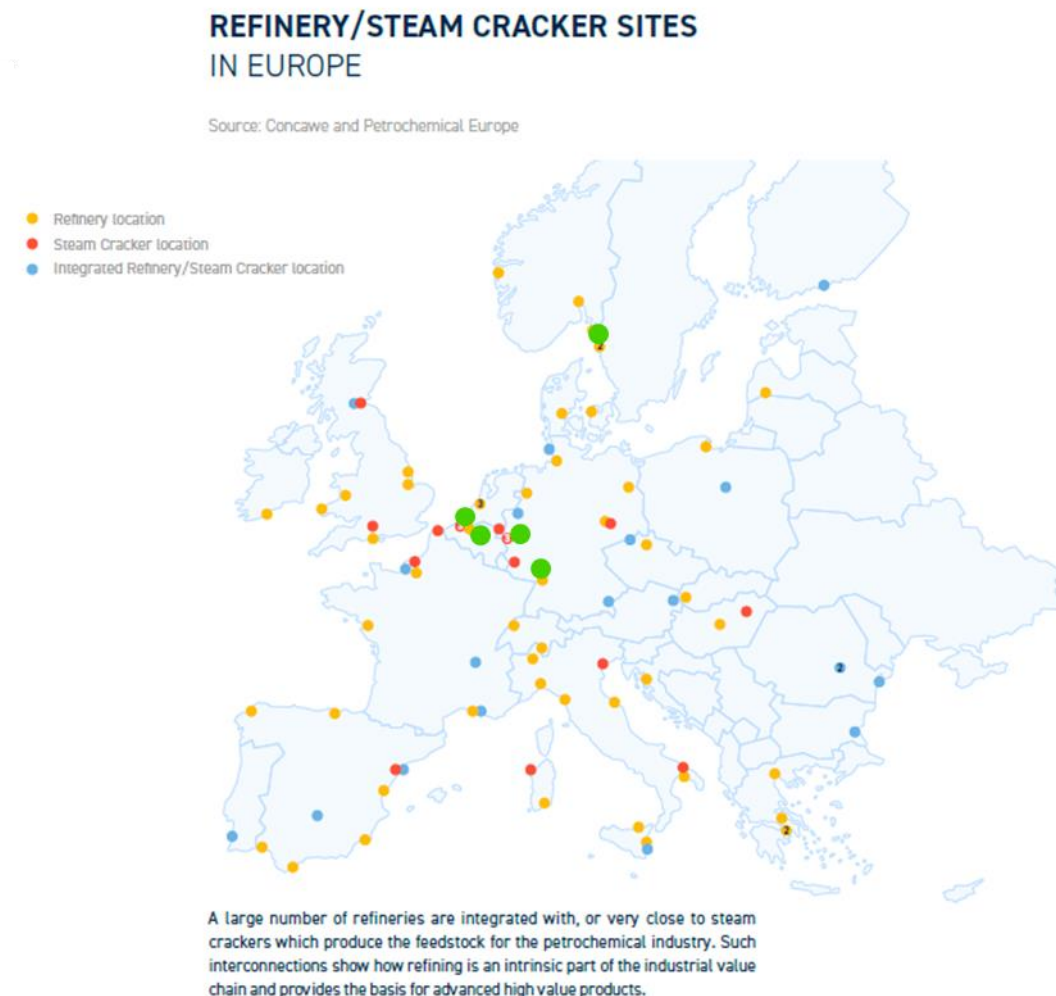 REFINERY/STEAM CRACKER SITES
IN EUROPE
Source: Concawe and Petrochemical Europe
Refinery location
Steam Cracker location
Integrated Refinery/Steam Cracker location
2
3
2
2
A large number of refineries are integrated with, or very close to steam
crackers which produce the feedstock for the petrochemical industry. Such
interconnections show how refining is an intrinsic part of the industrial value
chain and provides the basis for advanced high value products.